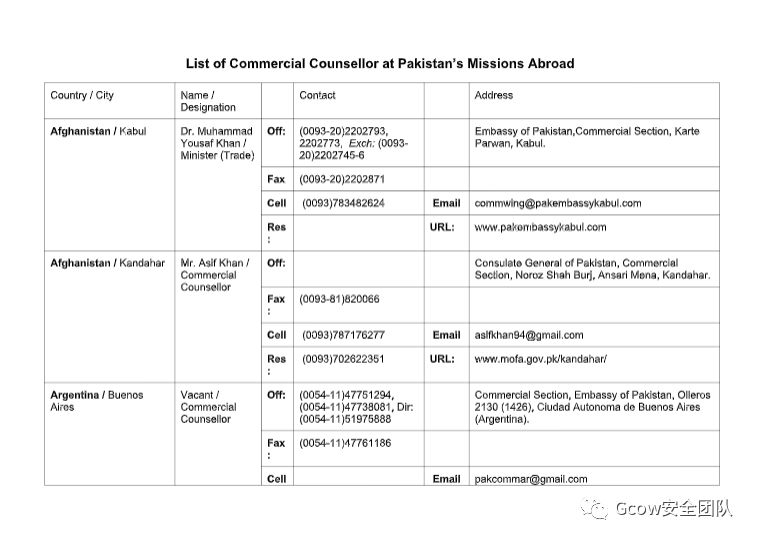 List of Commercial Counsellor at Pakistan's Missions Abroad
Country / City Name / Contact Address
Designation
Afghanistan / Kabul Dr. Muhammad Off: (0093-20)2202793, Embassy of Pakistan,Commercial Section, Karte
Yousaf Khan / 2202773, Exch: (0093- Parwan, Kabul.
Minister (Trade) 20)2202745-6
Fax (0093-20)2202871
Cell (0093)783482624 Email commwing@pakembassykabul.com
Res URL: www.pakembassykabul.com
:
Afghanistan / Kandahar Mr. Asif Khan / Off: Consulate General of Pakistan, Commercial
Commercial Section, Noroz Shah Burj, Ansari Mena, Kandahar.
Counsellor
Fax (0093-81)820066
:
Cell (0093)787176277 Email asifkhan94@gmail.com
Res (0093)702622351 URL: www.mofa.gov.pk/kandahar/
:
Argentina / Buenos Vacant / Off: (0054-11)47751294, Commercial Section, Embassy of Pakistan, Olleros
Aires Commercial (0054-11)47738081, Dir: 2130 (1426), Ciudad Autonoma de Buenos Aires
Counsellor (0054-11)51975888 (Argentina).
Fax (0054-11)47761186
:
Cell Email pakcommar@gmail.com
Gcow安全团队